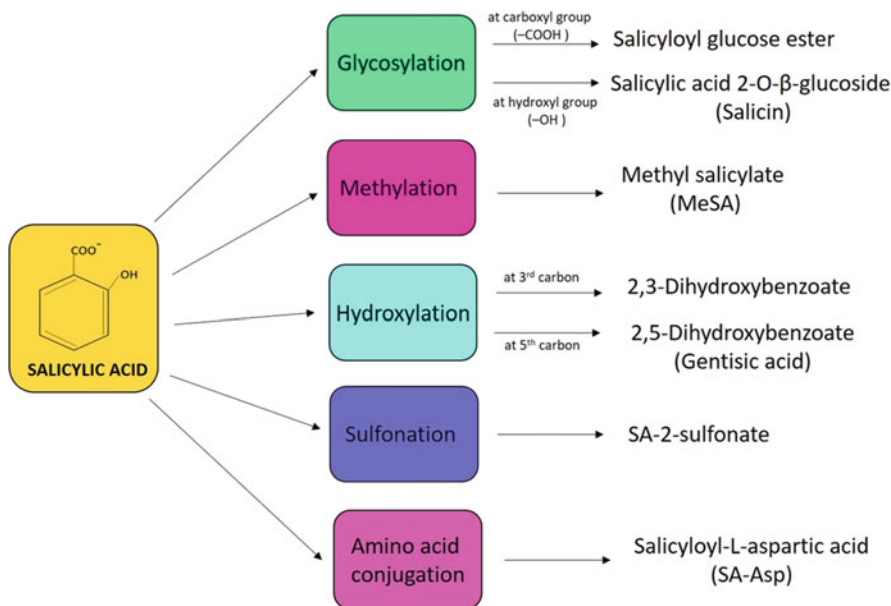 at carboxyl group
(–COOH )
Glycosylation
Salicyloyl glucose ester
at hydroxyl group
(–OH )
Salicylic acid 2-O-β-glucoside
(Salicin)
Methylation
Methyl salicylate
(MeSA)
COO⁻
OH
SALICYLIC ACID
Hydroxylation
at 3rd carbon
2,3-Dihydroxybenzoate
at 5th carbon
2,5-Dihydroxybenzoate
(Gentisic acid)
Sulfonation
SA-2-sulfonate
Amino acid
conjugation
Salicyloyl-L-aspartic acid
(SA-Asp)